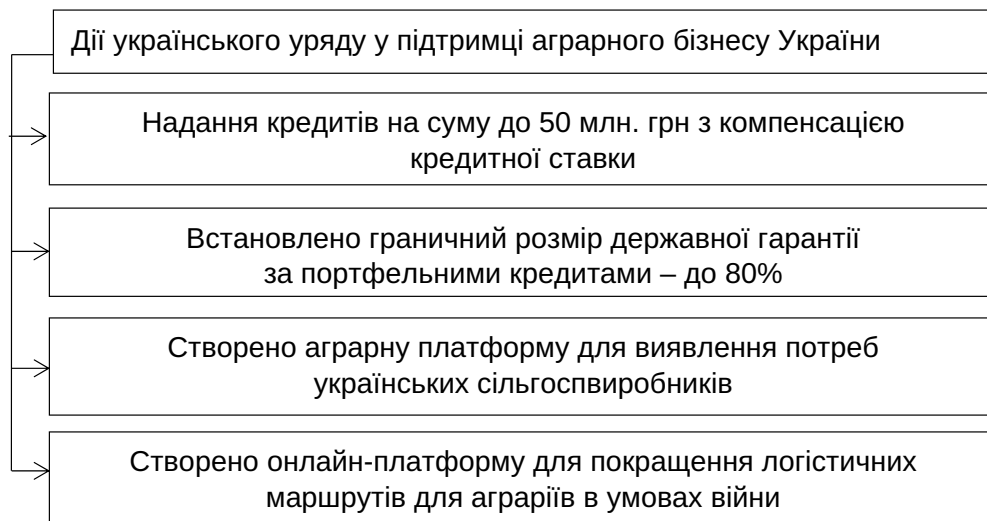 Дії українського уряду у підтримці аграрного бізнесу України
Надання кредитів на суму до 50 млн. грн з компенсацією
кредитної ставки
Встановлено граничний розмір державної гарантії
за портфельними кредитами – до 80%
Створено аграрну платформу для виявлення потреб
українських сільгоспвиробників
Створено онлайн-платформу для покращення логістичних
маршрутів для аграріїв в умовах війни